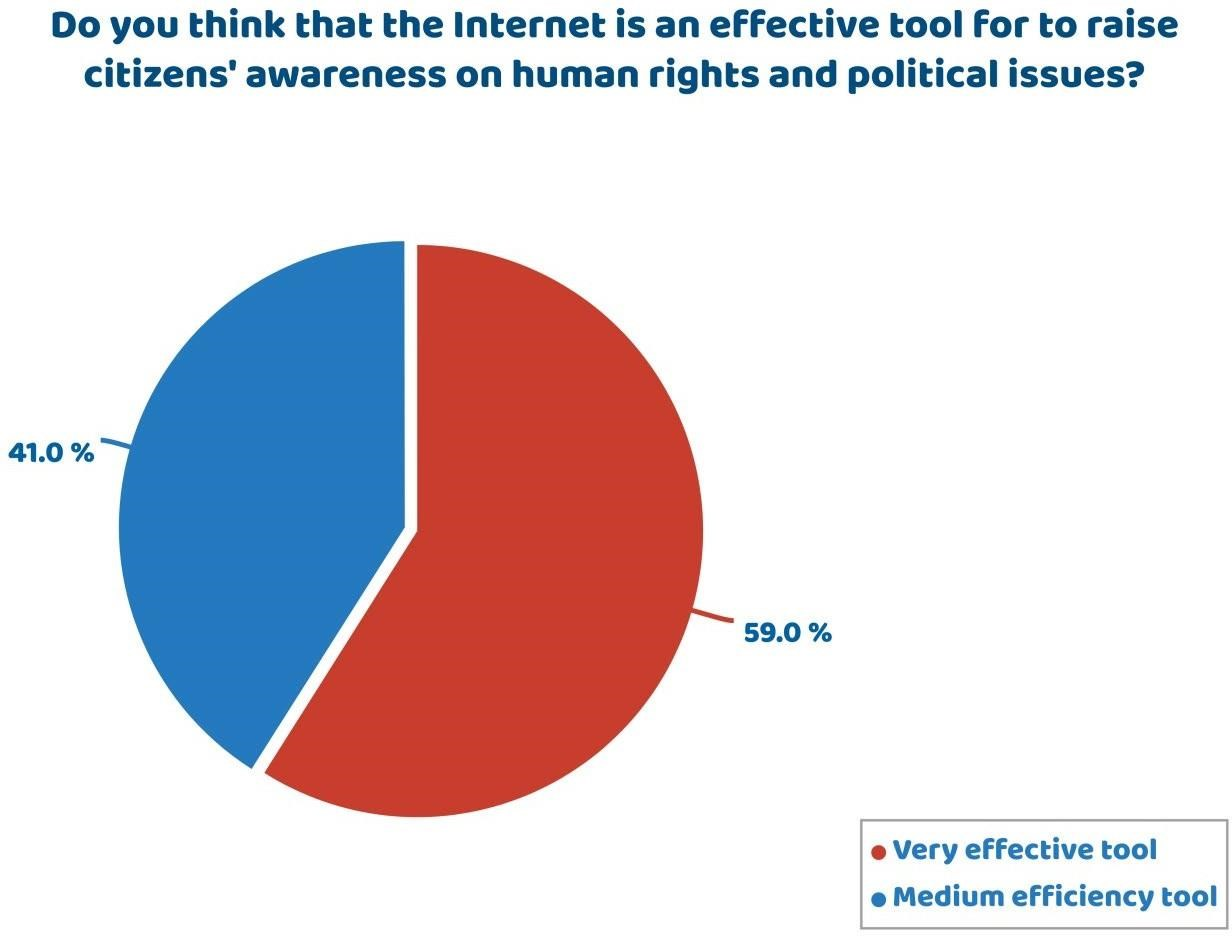 Do you think that the Internet is an effective tool for to raise
citizens' awareness on human rights and political issues?
41.0 %
59.0 %
Very effective tool
Medium efficiency tool